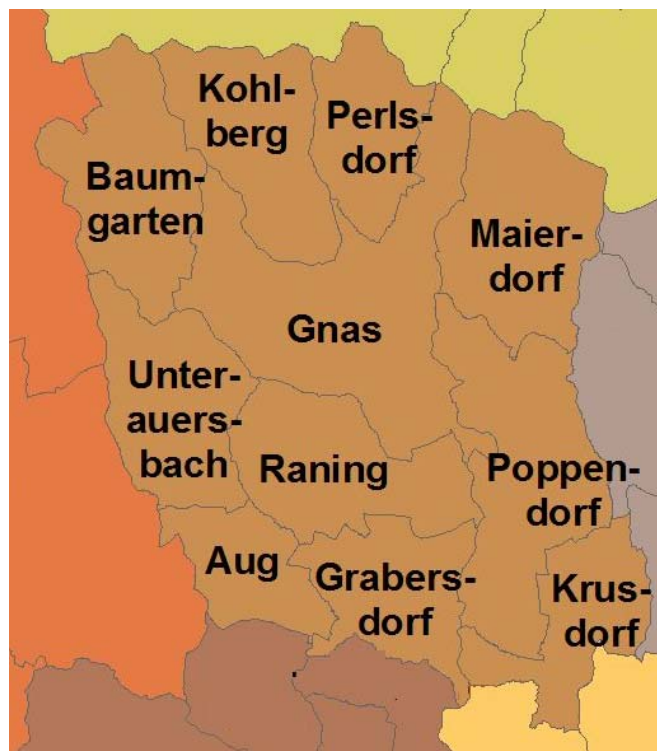 Kohl-
berg
Perls-
dorf
Baum-
garten
Maier-
dorf
Gnas
Unter-
auers-
bach
Raning
Poppen-
dorf
Aug
Grabers-
dorf
Krus-
dorf